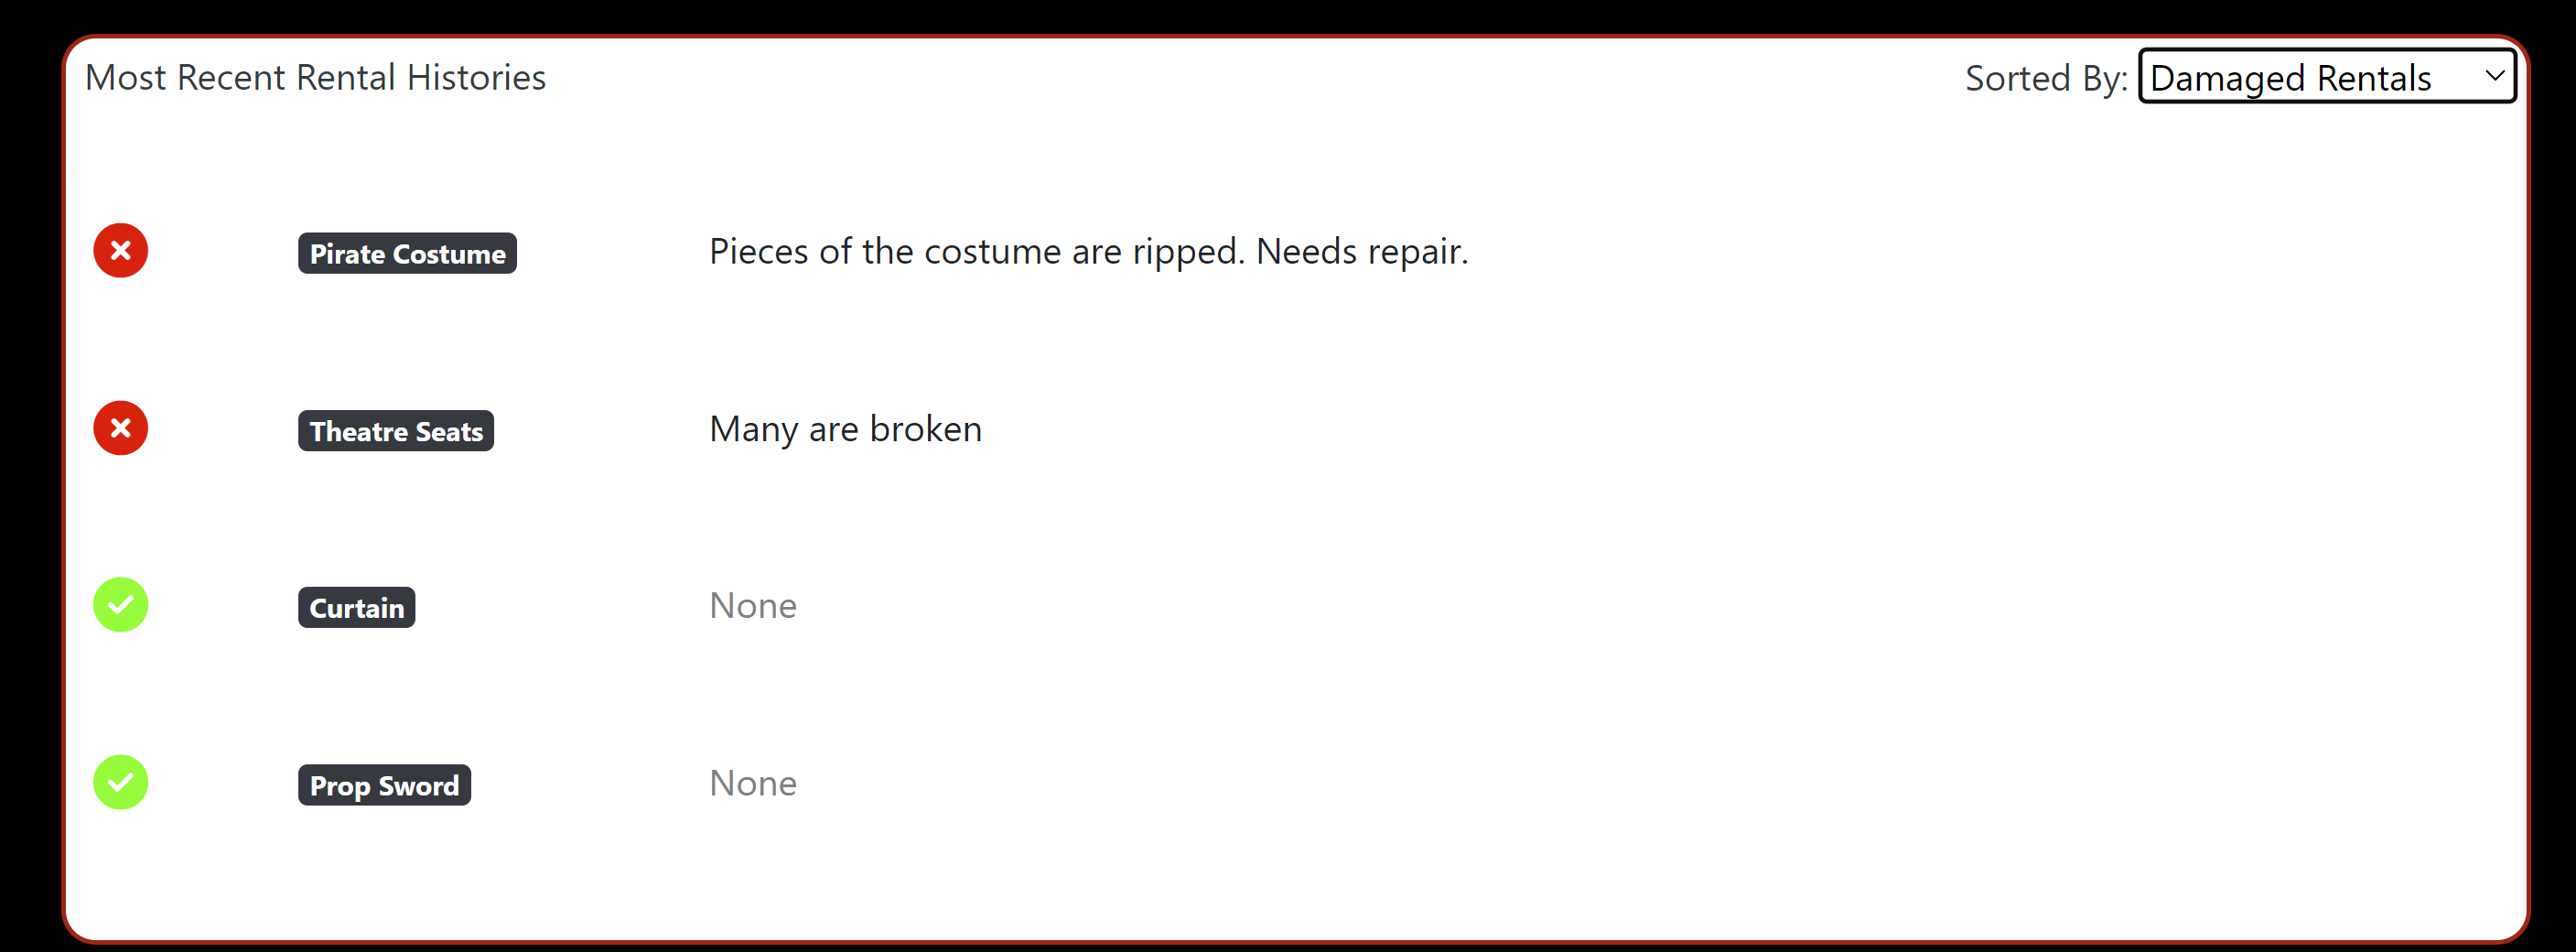 Most Recent Rental Histories
Sorted By: Damaged Rentals
Pirate Costume Pieces of the costume are ripped. Needs repair.
Theatre Seats Many are broken
Curtain None
Prop Sword None